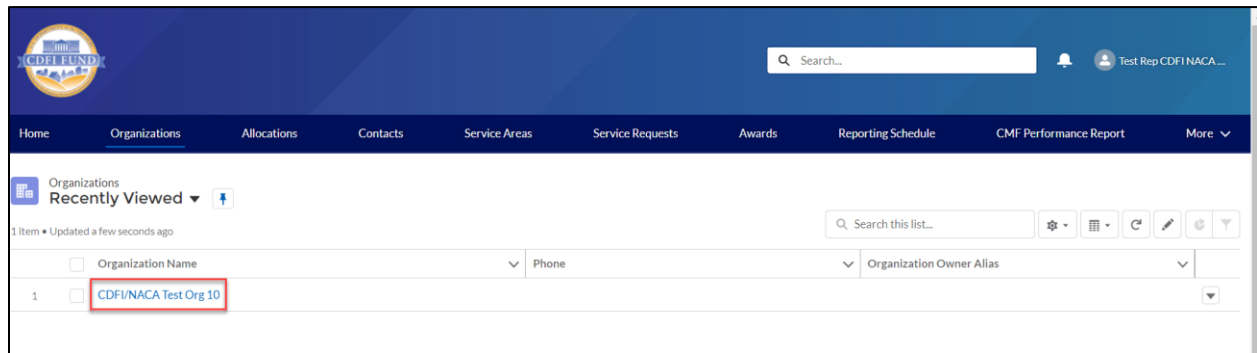 CDFI FUND
Search...
Test Rep CDFI NACA ...
Home Organizations Allocations Contacts Service Areas Service Requests Awards Reporting Schedule CMF Performance Report More
Organizations
Recently Viewed
1 item • Updated a few seconds ago
Search this list...
Organization Name Phone Organization Owner Alias
1 CDFI/NACA Test Org 10